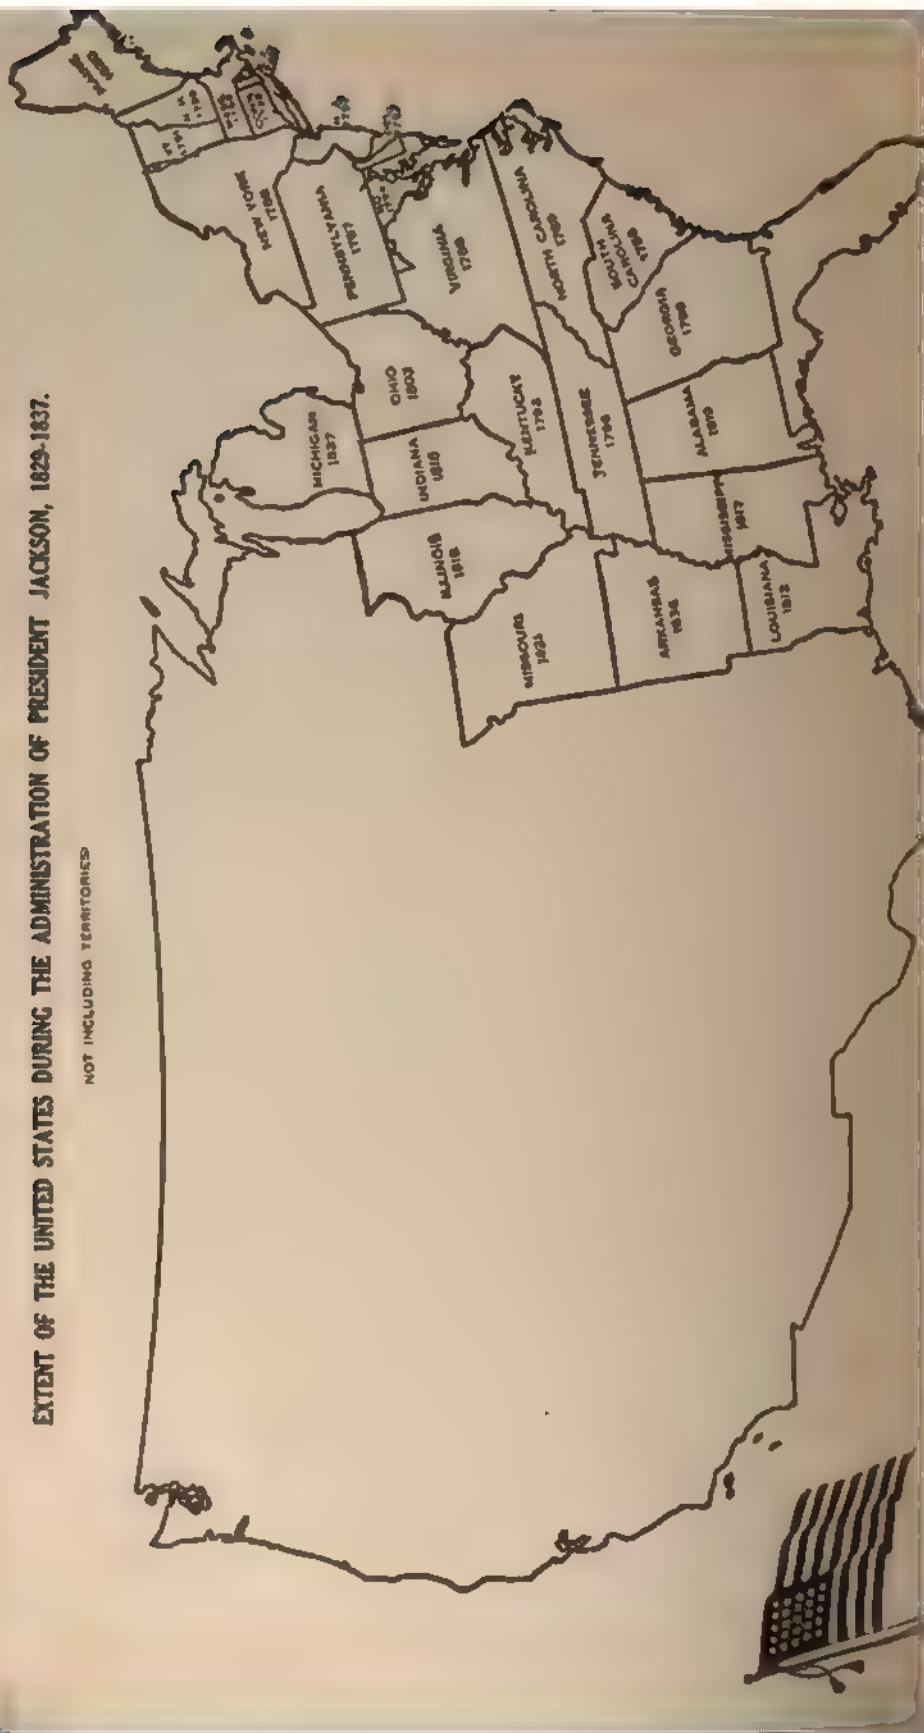 EXTENT OF THE UNITED STATES DURING THE ADMINISTRATION OF PRESIDENT JACKSON, 1829-1837.
NOT INCLUDING TERRITORIES
MAINE
N H
NEW YORK
1788
PENNSYLVANIA
1787
VIRGINIA
1788
NORTH CAROLINA
1789
SOUTH
CAROLINA
1788
GEORGIA
1788
MICHIGAN
1837
OHIO
1803
INDIANA
1816
ILLINOIS
1818
KENTUCKY
1792
TENNESSEE
1796
ALABAMA
1819
MISSISSIPPI
1817
MISSOURI
1821
ARKANSAS
1836
LOUISIANA
1812